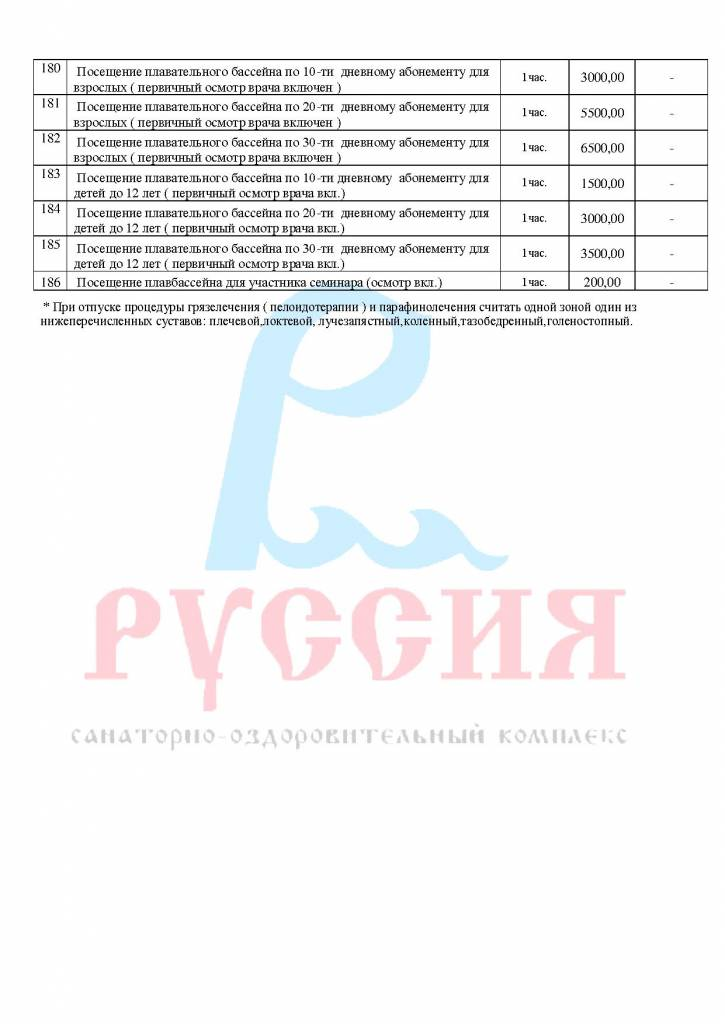 180 Посещение плавательного бассейна по 10-ти дневному абонементу для
взрослых ( первичный осмотр врача включен ) 1час. 3000,00 -
181 Посещение плавательного бассейна по 20-ти дневному абонементу для
взрослых ( первичный осмотр врача включен ) 1час. 5500,00 -
182 Посещение плавательного бассейна по 30-ти дневному абонементу для
взрослых ( первичный осмотр врача включен ) 1час. 6500,00 -
183 Посещение плавательного бассейна по 10-ти дневному абонементу для
детей до 12 лет ( первичный осмотр врача вкл.) 1час. 1500,00 -
184 Посещение плавательного бассейна по 20-ти дневному абонементу для
детей до 12 лет ( первичный осмотр врача вкл.) 1час. 3000,00 -
185 Посещение плавательного бассейна по 30-ти дневному абонементу для
детей до 12 лет ( первичный осмотр врача вкл.) 1час. 3500,00 -
186 Посещение плавбассейна для участника семинара (осмотр вкл.) 1час. 200,00 -
* При отпуске процедуры грязелечения ( пелоидотерапии ) и парафинолечения считать одной зоной один из
нижеперечисленных суставов: плечевой,локтевой, лучезапястный,коленный,тазобедренный,голеностопный.
РУССИЯ
санаторно-оздоровительный комплекс